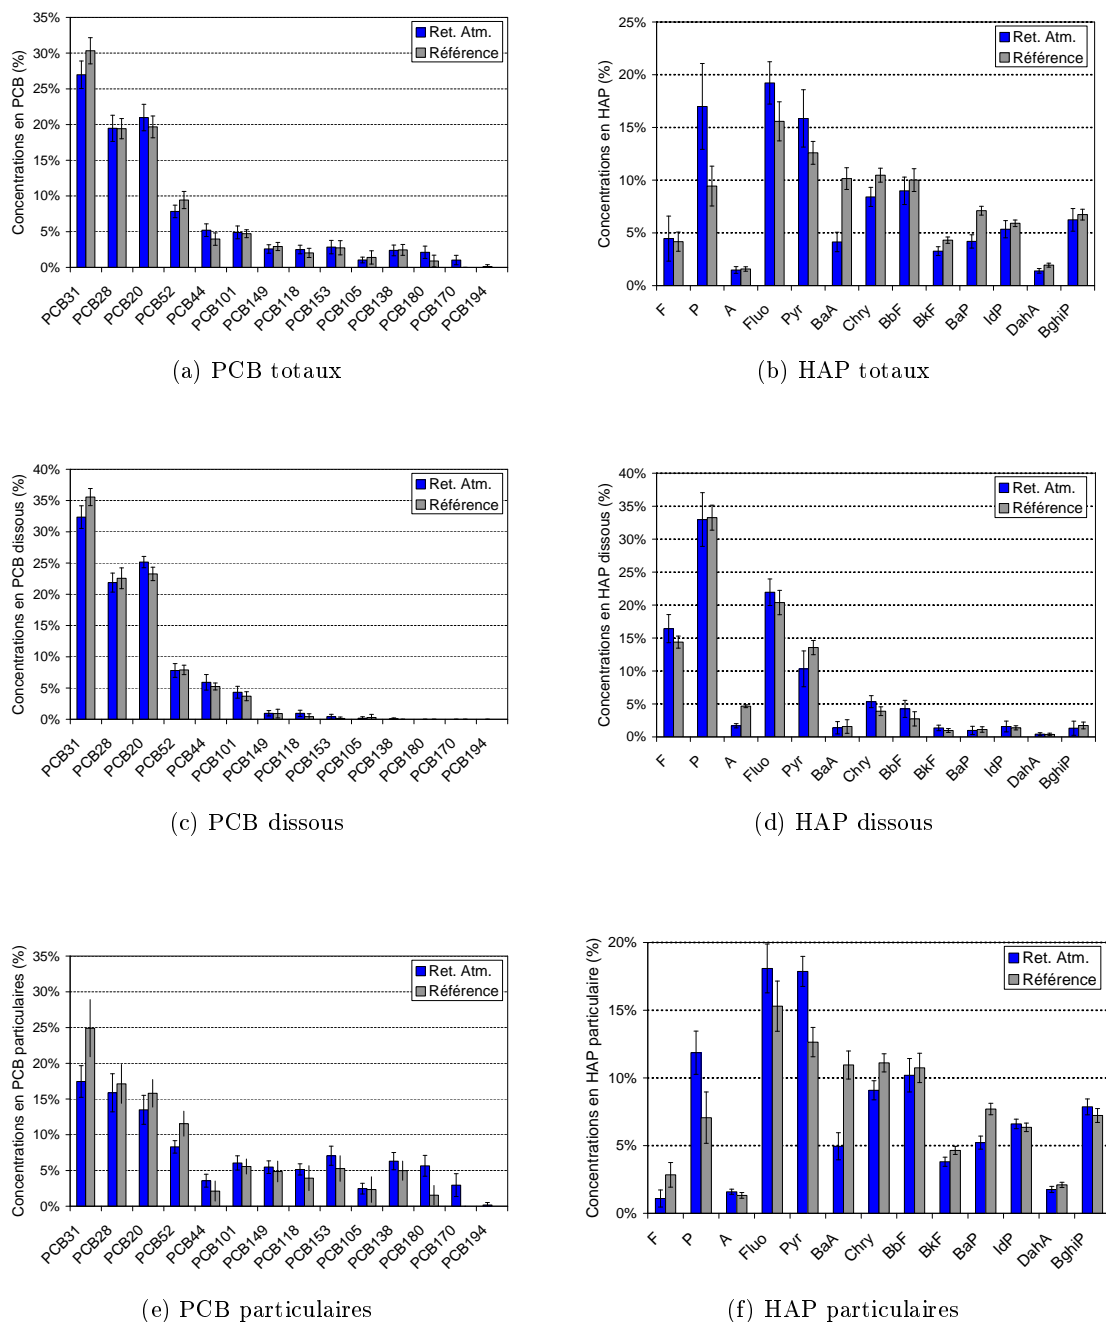 Concentrations en PCB (%)
35%
30%
25%
20%
15%
10%
5%
0%
Ret. Atm.
Référence
PCB31
PCB28
PCB20
PCB52
PCB44
PCB101
PCB149
PCB118
PCB153
PCB105
PCB138
PCB180
PCB170
PCB194
(a) PCB totaux
Concentrations en HAP (%)
25%
20%
15%
10%
5%
0%
Ret. Atm.
Référence
F
P
A
Fluo
Pyr
BaA
Chry
BbF
BkF
BaP
IdP
DahA
BghiP
(b) HAP totaux
Concentrations en PCB dissous (%)
40%
35%
30%
25%
20%
15%
10%
5%
0%
Ret. Atm.
Référence
PCB31
PCB28
PCB20
PCB52
PCB44
PCB101
PCB149
PCB118
PCB153
PCB105
PCB138
PCB180
PCB170
PCB194
(c) PCB dissous
Concentrations en HAP dissous (%)
40%
35%
30%
25%
20%
15%
10%
5%
0%
Ret. Atm.
Référence
F
P
A
Fluo
Pyr
BaA
Chry
BbF
BkF
BaP
IdP
DahA
BghiP
(d) HAP dissous
Concentrations en PCB particulaires (%)
35%
30%
25%
20%
15%
10%
5%
0%
Ret. Atm.
Référence
PCB31
PCB28
PCB20
PCB52
PCB44
PCB101
PCB149
PCB118
PCB153
PCB105
PCB138
PCB180
PCB170
PCB194
(e) PCB particulaires
Concentrations en HAP particulaire (%)
20%
15%
10%
5%
0%
Ret. Atm.
Référence
F
P
A
Fluo
Pyr
BaA
Chry
BbF
BkF
BaP
IdP
DahA
BghiP
(f) HAP particulaires